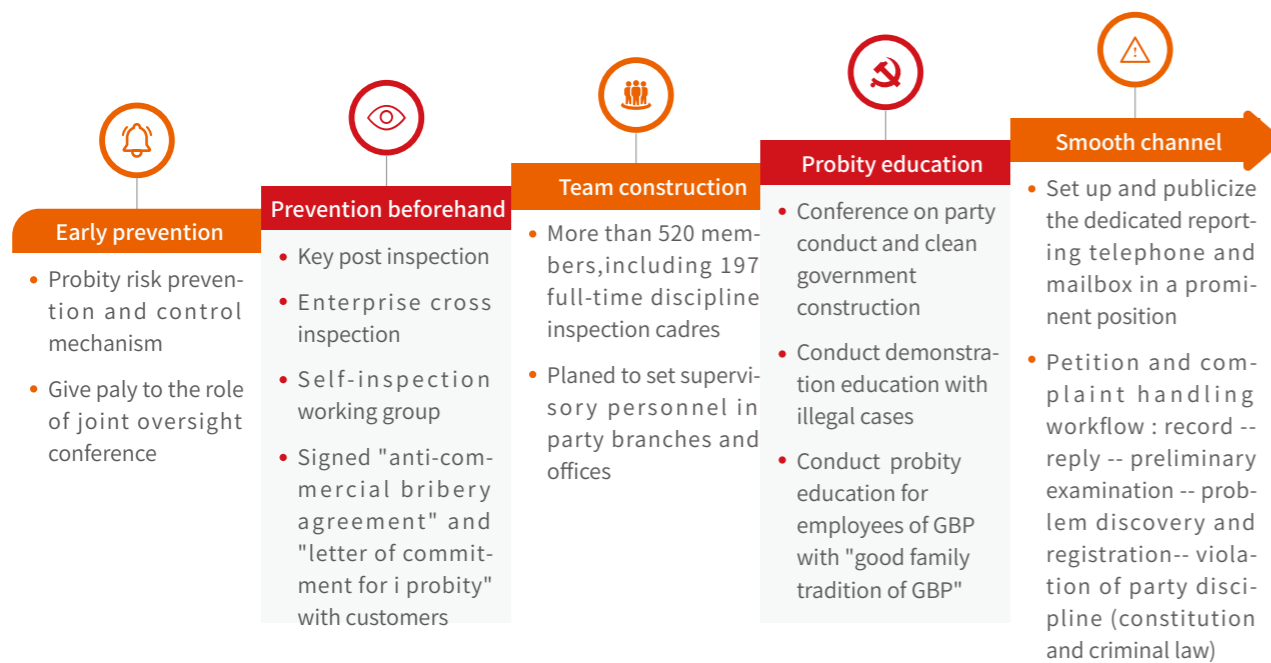 Early prevention
• Probity risk preven-
tion and control
mechanism
• Give paly to the role
of joint oversight
conference
Prevention beforehand
• Key post inspection
• Enterprise cross
inspection
• Self-inspection
working group
• Signed "anti-com-
mercial bribery
agreement" and
"letter of commit-
ment for i probity"
with customers
Team construction
• More than 520 mem-
bers,including 197
full-time discipline
inspection cadres
• Planed to set supervi-
sory personnel in
party branches and
offices
Probity education
• Conference on party
conduct and clean
government
construction
• Conduct demonstra-
tion education with
illegal cases
• Conduct probity
education for
employees of GBP
with "good family
tradition of GBP"
Smooth channel
• Set up and publicize
the dedicated report-
ing telephone and
mailbox in a promi-
nent position
• Petition and com-
plaint handling
workflow : record --
reply -- preliminary
examination -- prob-
lem discovery and
registration-- viola-
tion of party disci-
pline (constitution
and criminal law)